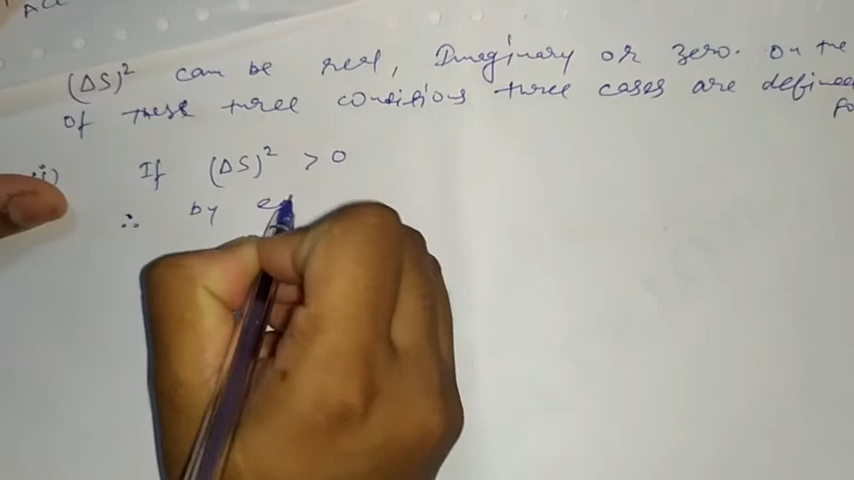 (ΔS)² can be real, Imaginary or zero. On the
of these three conditions three cases are define
If (ΔS)² > 0
∴ by e